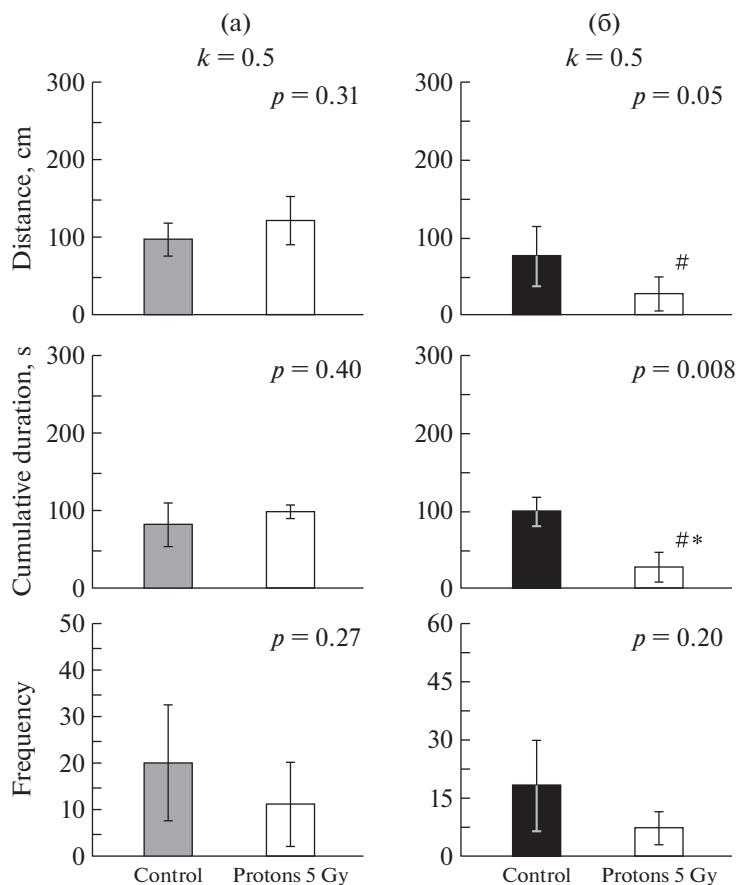 (а)
(б)
k = 0.5
k = 0.5
300
200
100
0
Distance, cm
p = 0.31
300
200
100
0
p = 0.05
#
300
200
100
0
Cumulative duration, s
p = 0.40
300
200
100
0
p = 0.008
#*
50
40
30
20
10
0
Frequency
p = 0.27
60
45
30
15
0
p = 0.20
Control
Protons 5 Gy
Control
Protons 5 Gy